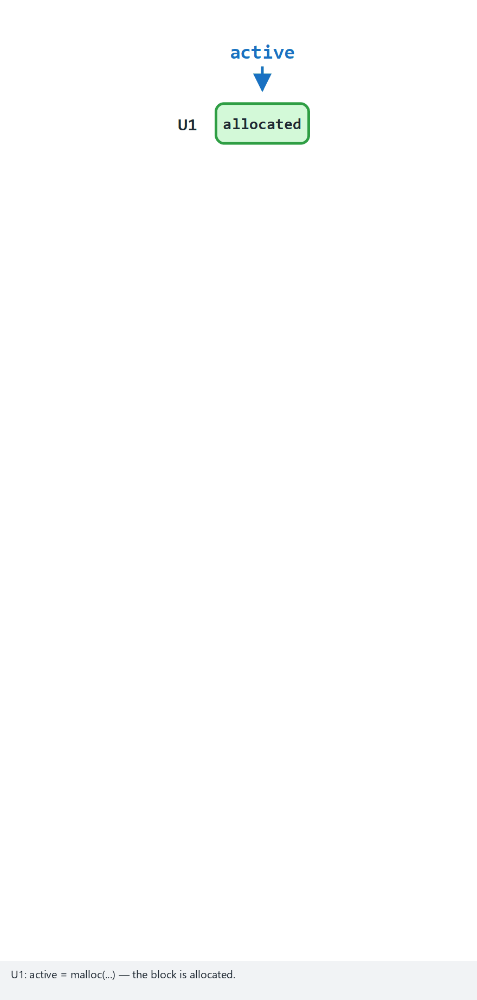 active
U1 allocated
U1: active = malloc(...) — the block is allocated.